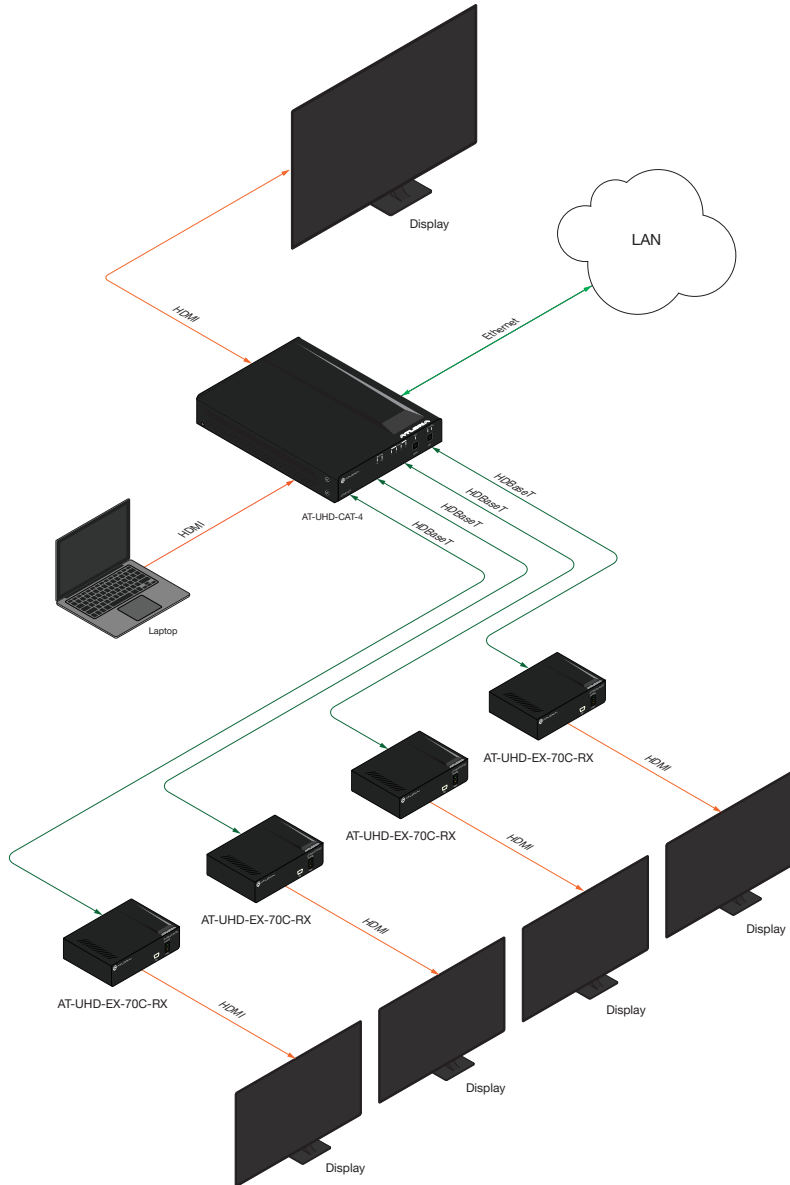 Display
LAN
HDMI
Ethernet
ATLONA
AT-UHD-CAT-4
HDBaseT
HDBaseT
HDBaseT
HDBaseT
HDMI
Laptop
AT-UHD-EX-70C-RX
HDMI
AT-UHD-EX-70C-RX
HDMI
AT-UHD-EX-70C-RX
HDMI
AT-UHD-EX-70C-RX
HDMI
Display
Display
Display
Display